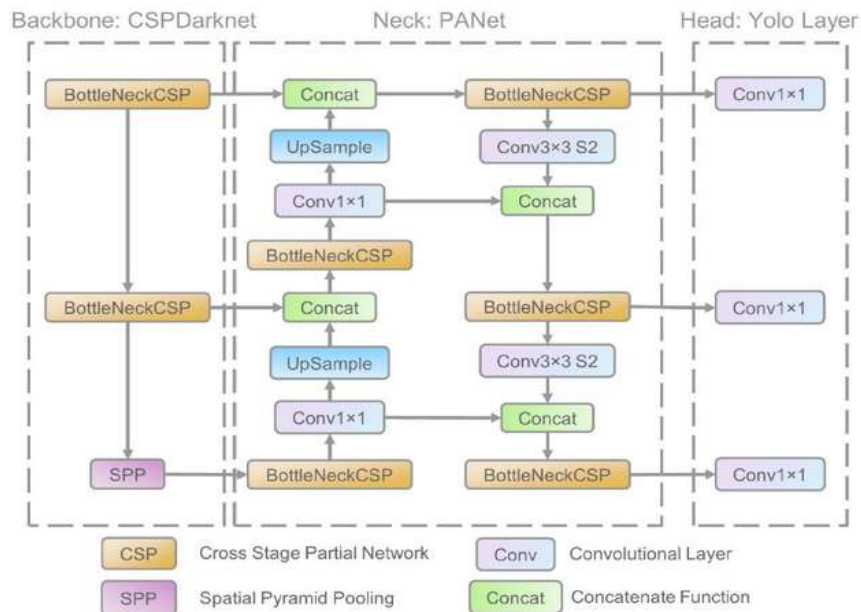 Backbone: CSPDarknet
Neck: PANet
Head: Yolo Layer
BottleNeckCSP
Concat
BottleNeckCSP
Conv1×1
UpSample
Conv3×3 S2
Conv1×1
Concat
BottleNeckCSP
BottleNeckCSP
Concat
BottleNeckCSP
Conv1×1
UpSample
Conv3×3 S2
Conv1×1
Concat
SPP
BottleNeckCSP
BottleNeckCSP
Conv1×1
CSP
Cross Stage Partial Network
Conv
Convolutional Layer
SPP
Spatial Pyramid Pooling
Concat
Concatenate Function